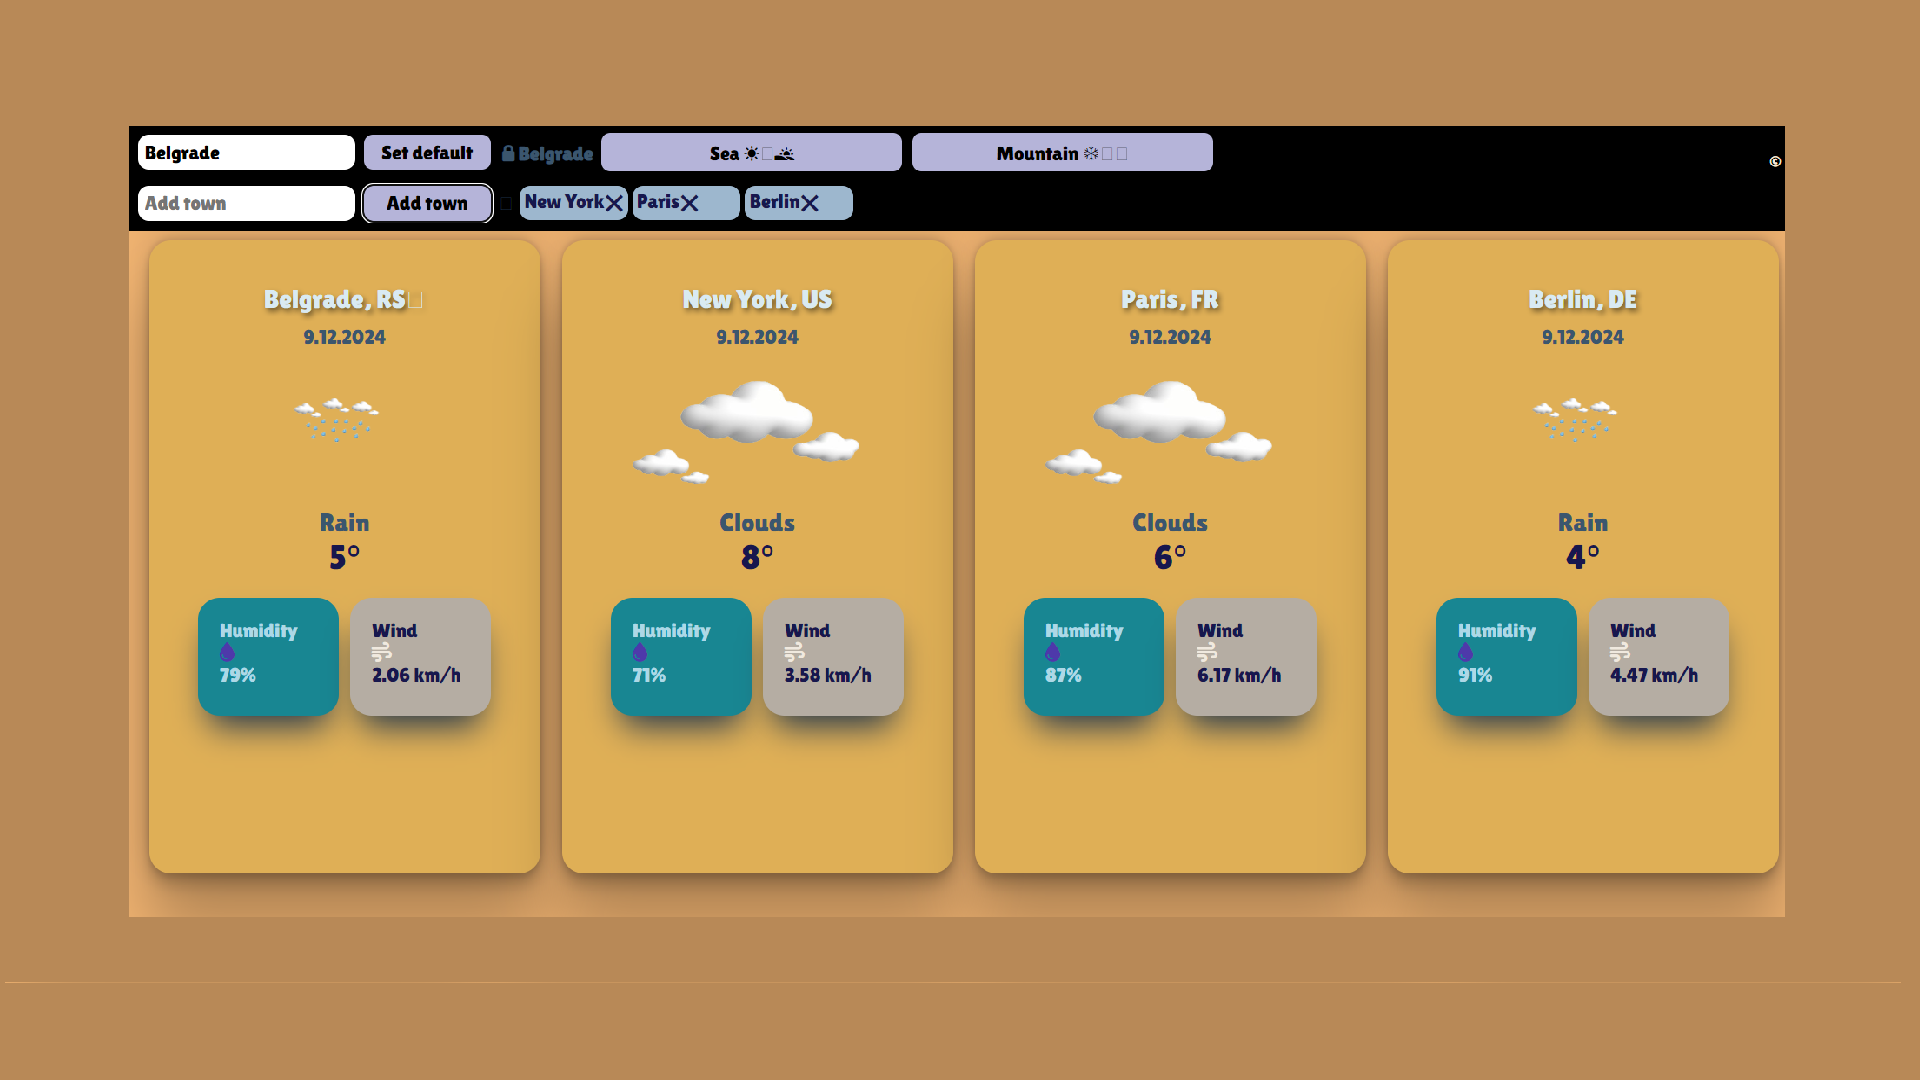 Belgrade Set default Belgrade Sea Mountain
©
Add town Add town New York Paris Berlin
Belgrade, RS
9.12.2024
Rain
5°
Humidity
79%
Wind
2.06 km/h
New York, US
9.12.2024
Clouds
8°
Humidity
71%
Wind
3.58 km/h
Paris, FR
9.12.2024
Clouds
6°
Humidity
87%
Wind
6.17 km/h
Berlin, DE
9.12.2024
Rain
4°
Humidity
91%
Wind
4.47 km/h